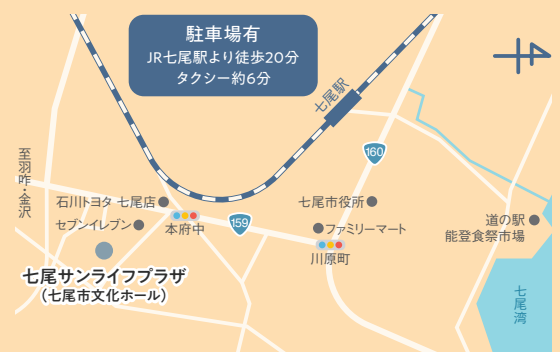 駐車場有
JR七尾駅より徒歩20分
タクシー約6分
七尾駅
160
至羽咋・金沢
石川トヨタ 七尾店
セブンイレブン
本府中
159
七尾市役所
ファミリーマート
川原町
道の駅
能登食祭市場
七尾サンライフプラザ
(七尾市文化ホール)
七尾湾